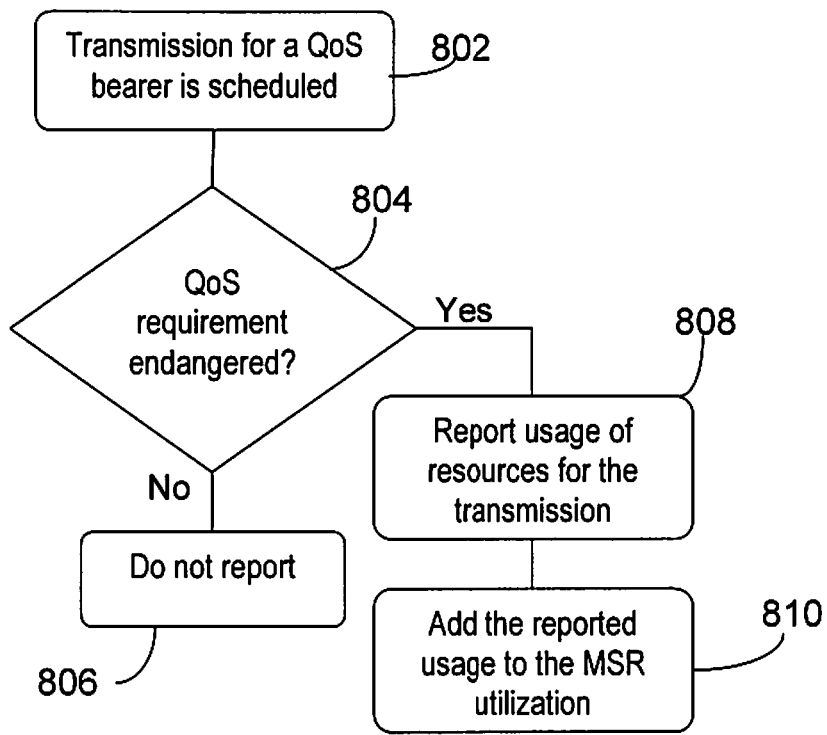 Transmission for a QoS
bearer is scheduled
802
804
QoS
requirement
endangered?
Yes
808
Report usage of
resources for the
transmission
No
Do not report
806
Add the reported
usage to the MSR
utilization
810